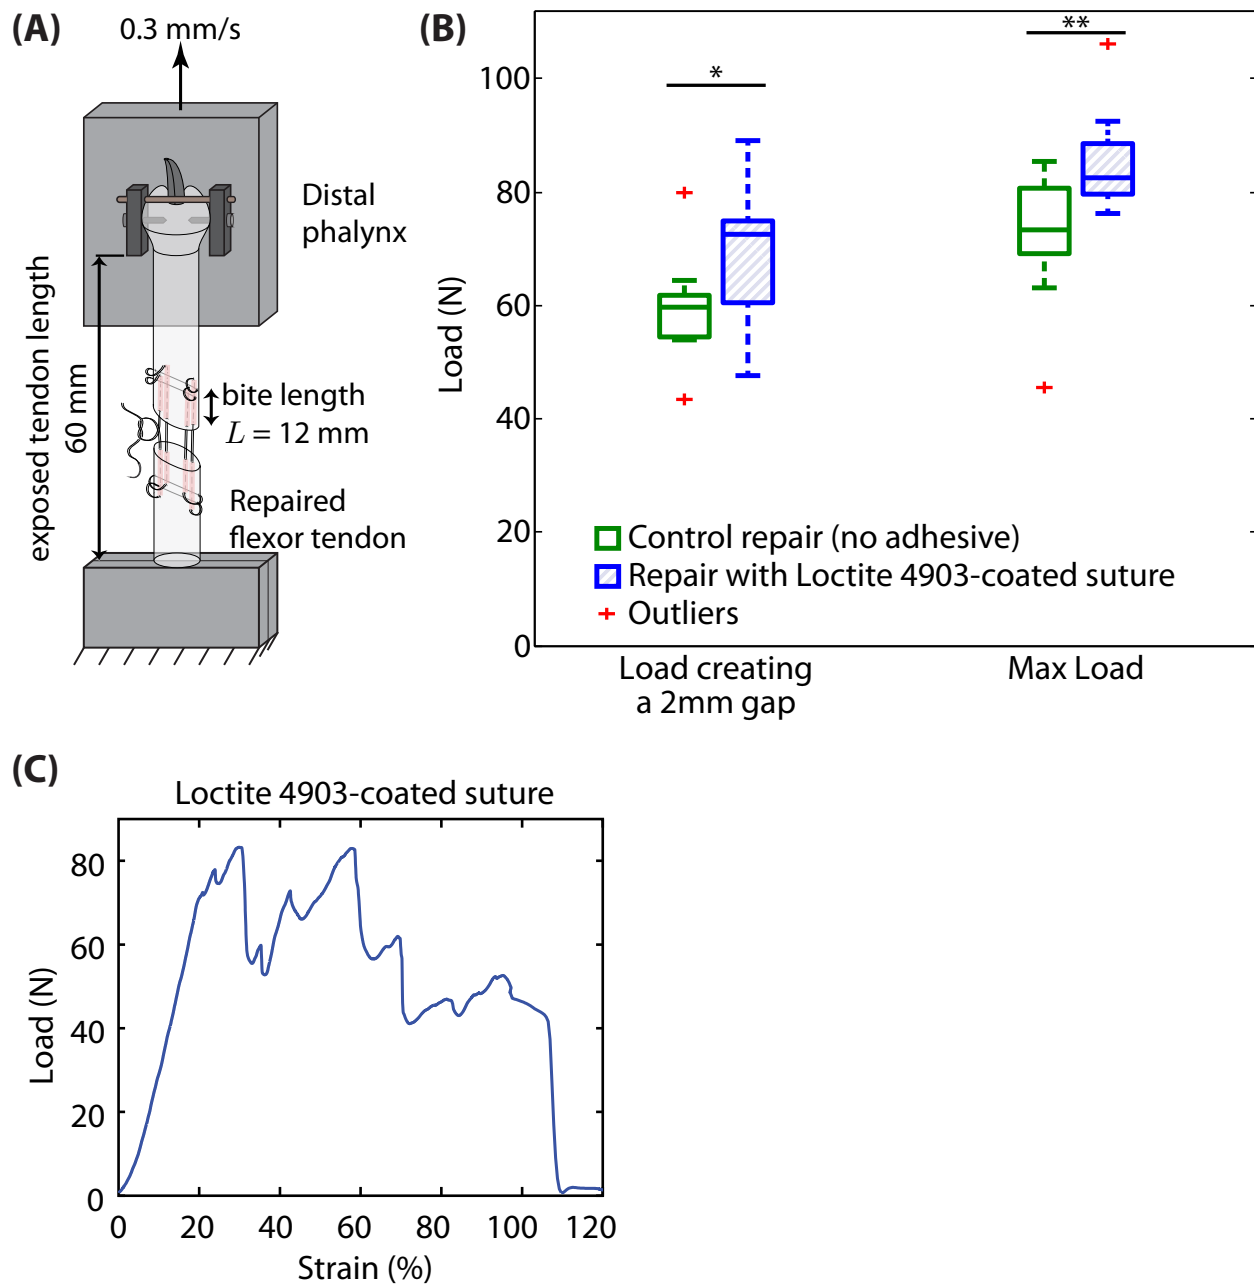 (A)
0.3 mm/s
Distal
phalynx
exposed tendon length
60 mm
bite length
L = 12 mm
Repaired
flexor tendon
(B)
*
**
Load (N)
100
80
60
40
20
0
Control repair (no adhesive)
Repair with Loctite 4903-coated suture
Outliers
Load creating
a 2mm gap
Max Load
(C)
Loctite 4903-coated suture
Load (N)
80
60
40
20
0
0 20 40 60 80 100 120
Strain (%)